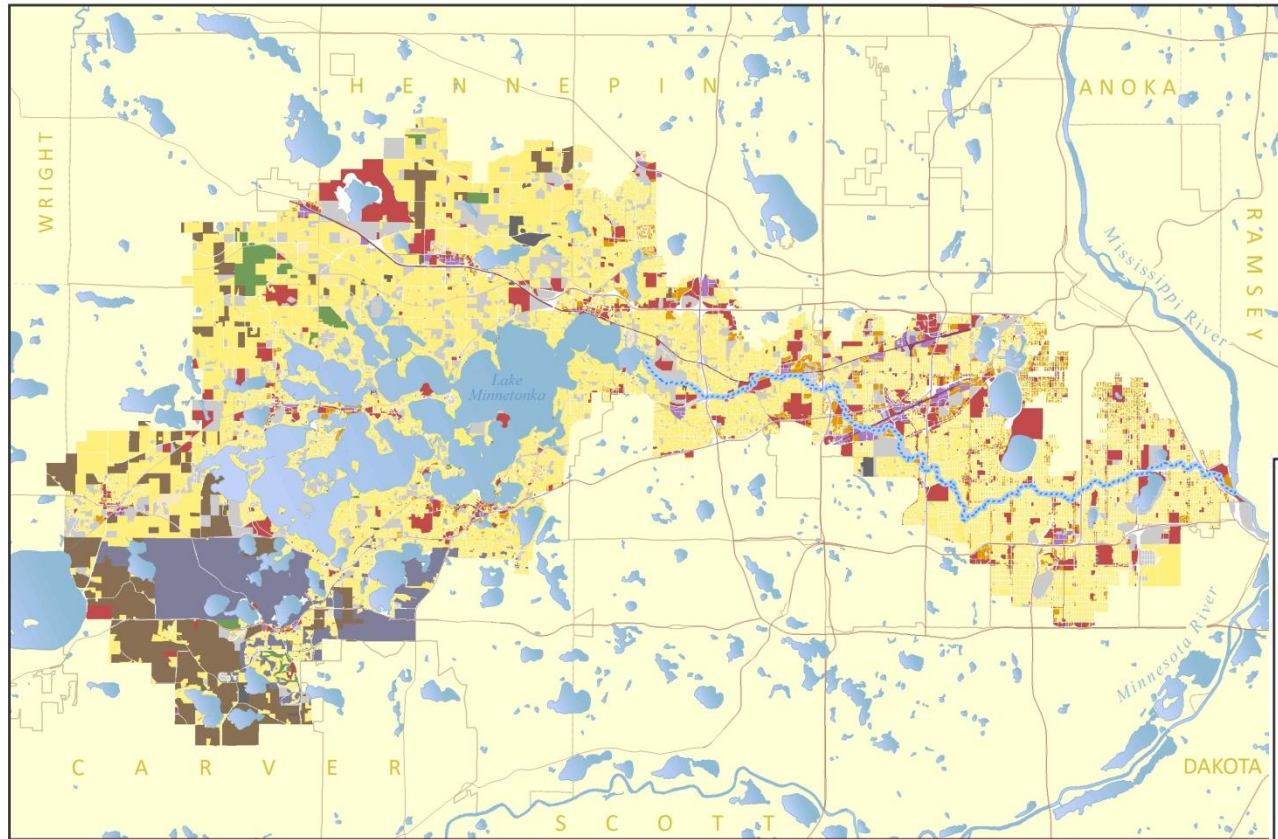 HENNEPIN
ANOKA
WRIGHT
RAMSEY
Mississippi River
Lake
Minnetonka
Minnesota River
CARVER
DAKOTA
SCOTT